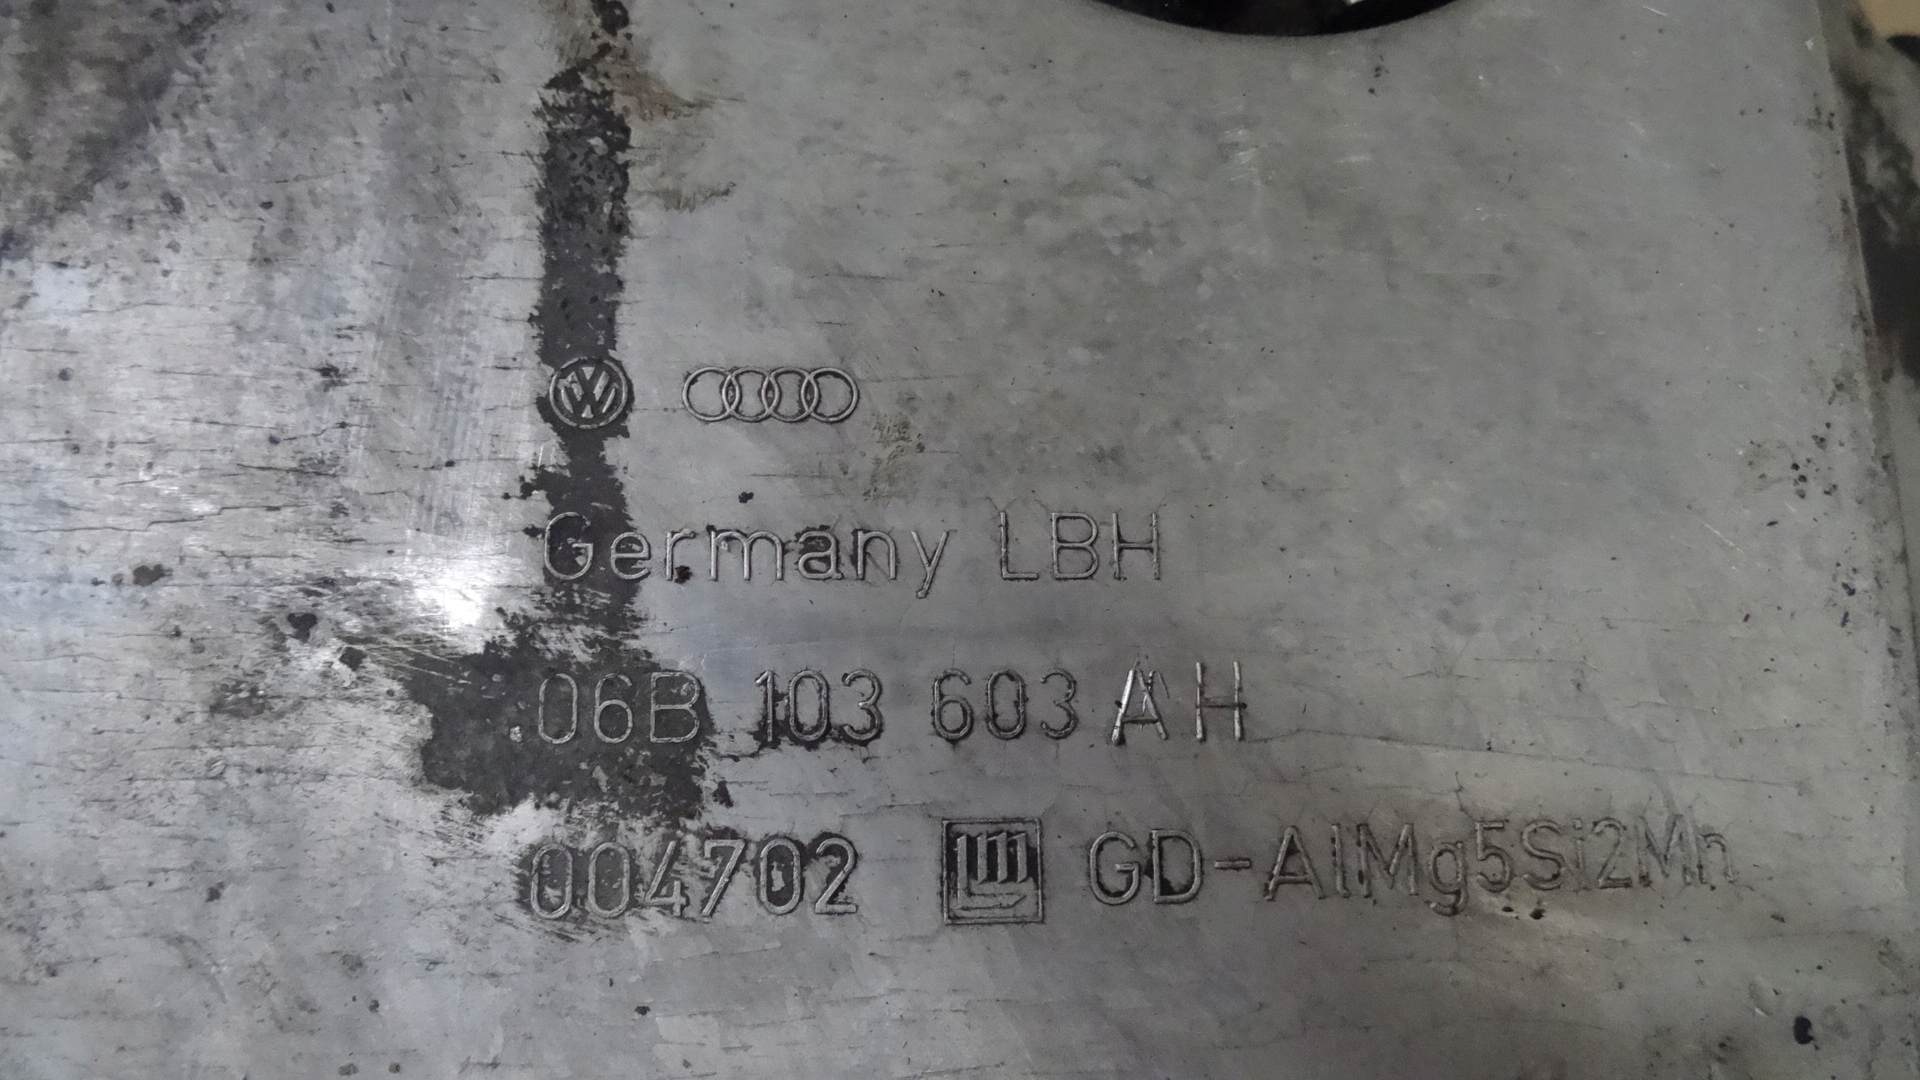 Germany LBH
06B 103 603 AH
004702 GD-AlMg5Si2Mn